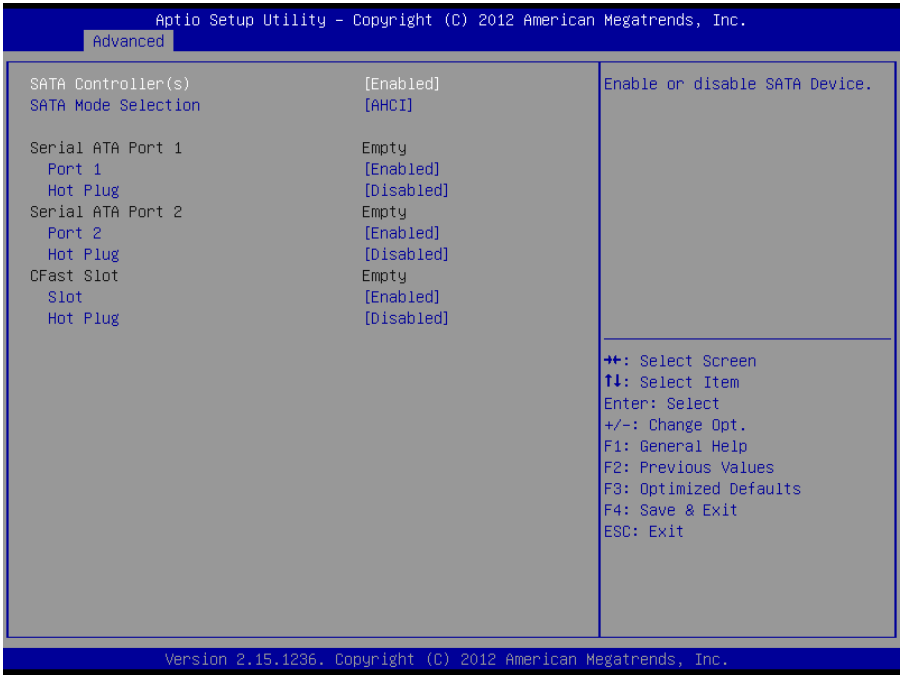 Aptio Setup Utility – Copyright (C) 2012 American Megatrends, Inc.
Advanced
SATA Controller(s) [Enabled]
SATA Mode Selection [AHCI]
Serial ATA Port 1 Empty
Port 1 [Enabled]
Hot Plug [Disabled]
Serial ATA Port 2 Empty
Port 2 [Enabled]
Hot Plug [Disabled]
CFast Slot Empty
Slot [Enabled]
Hot Plug [Disabled]
Enable or disable SATA Device.
→←: Select Screen
↑↓: Select Item
Enter: Select
+/-: Change Opt.
F1: General Help
F2: Previous Values
F3: Optimized Defaults
F4: Save & Exit
ESC: Exit
Version 2.15.1236. Copyright (C) 2012 American Megatrends, Inc.